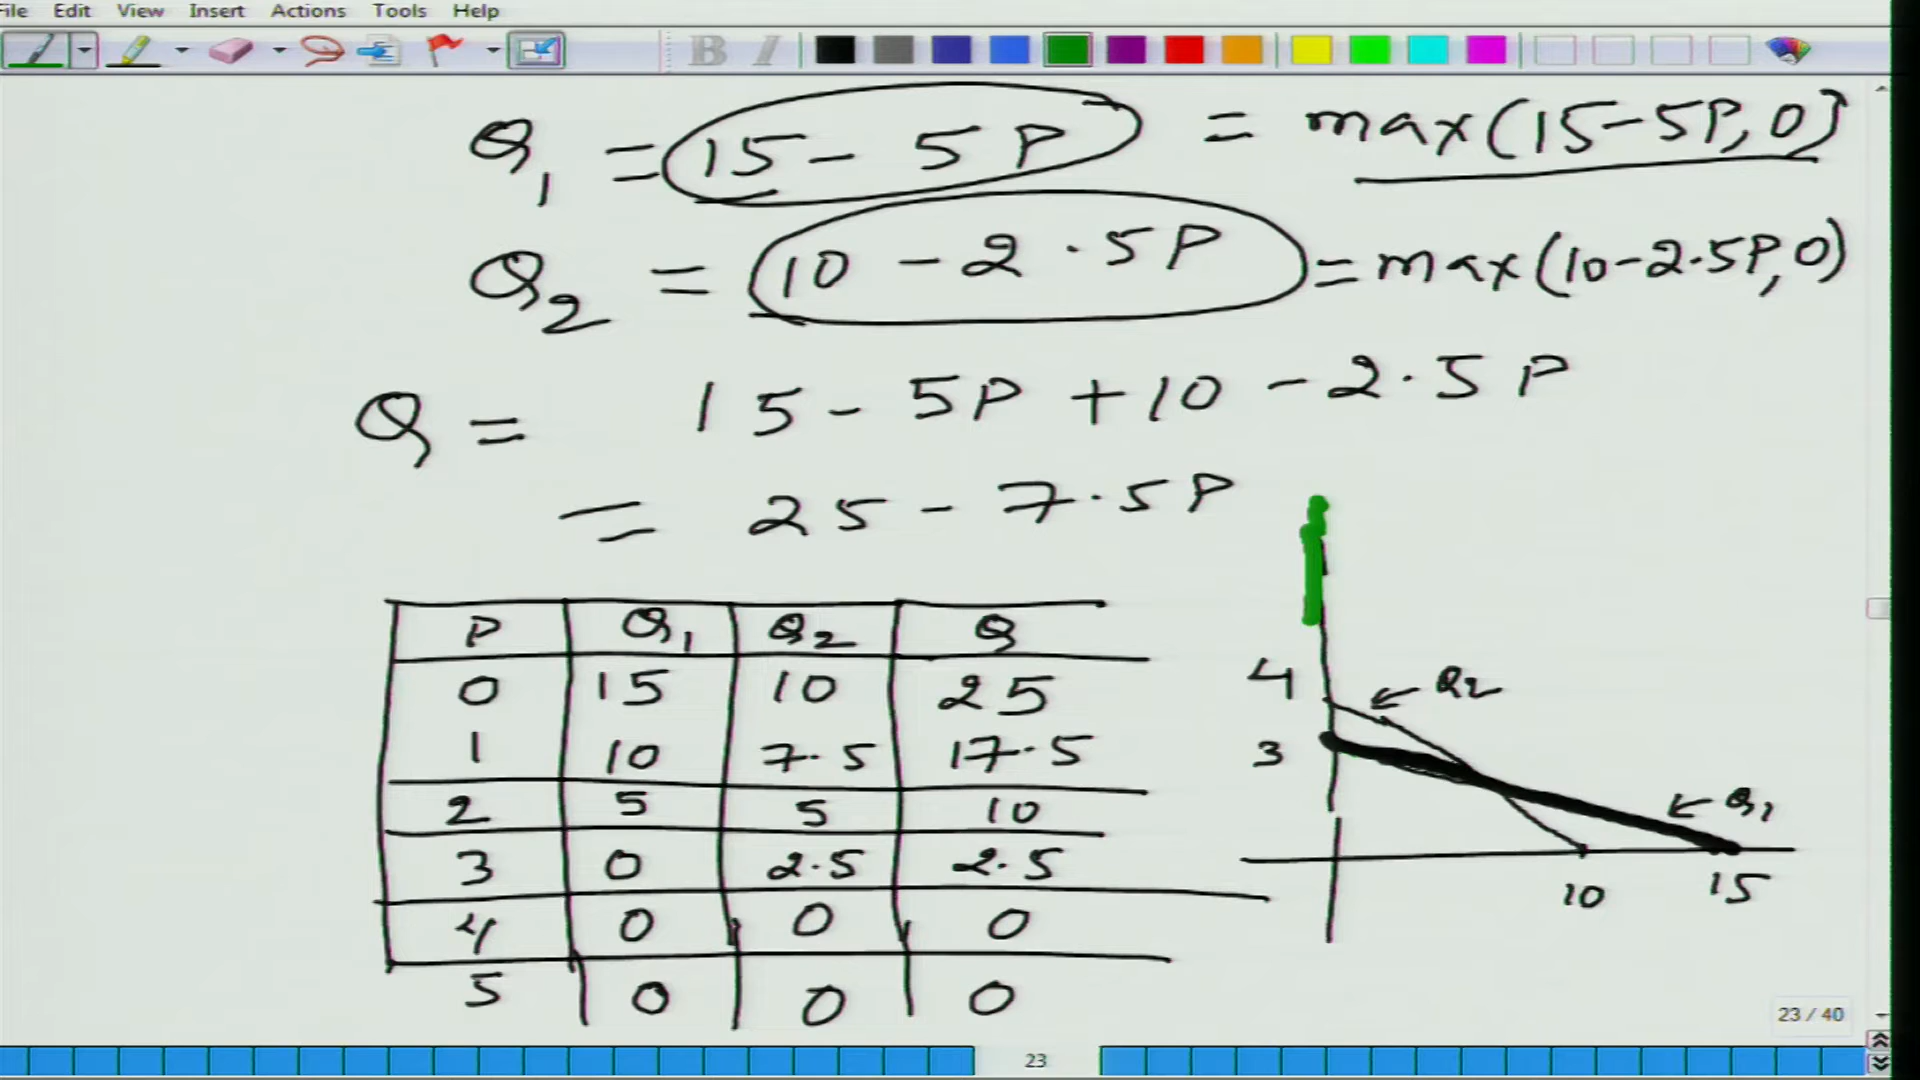 File Edit View Insert Actions Tools Help
B I
Q1 = 15 - 5P = max(15-5P, 0)
Q2 = 10 - 2.5P = max(10-2.5P, 0)
Q = 15 - 5P + 10 - 2.5P
= 25 - 7.5P
P Q1 Q2 Q
0 15 10 25
1 10 7.5 17.5
2 5 5 10
3 0 2.5 2.5
4 0 0 0
5 0 0 0
4 Q2
3 Q1
10 15
23 / 40
23